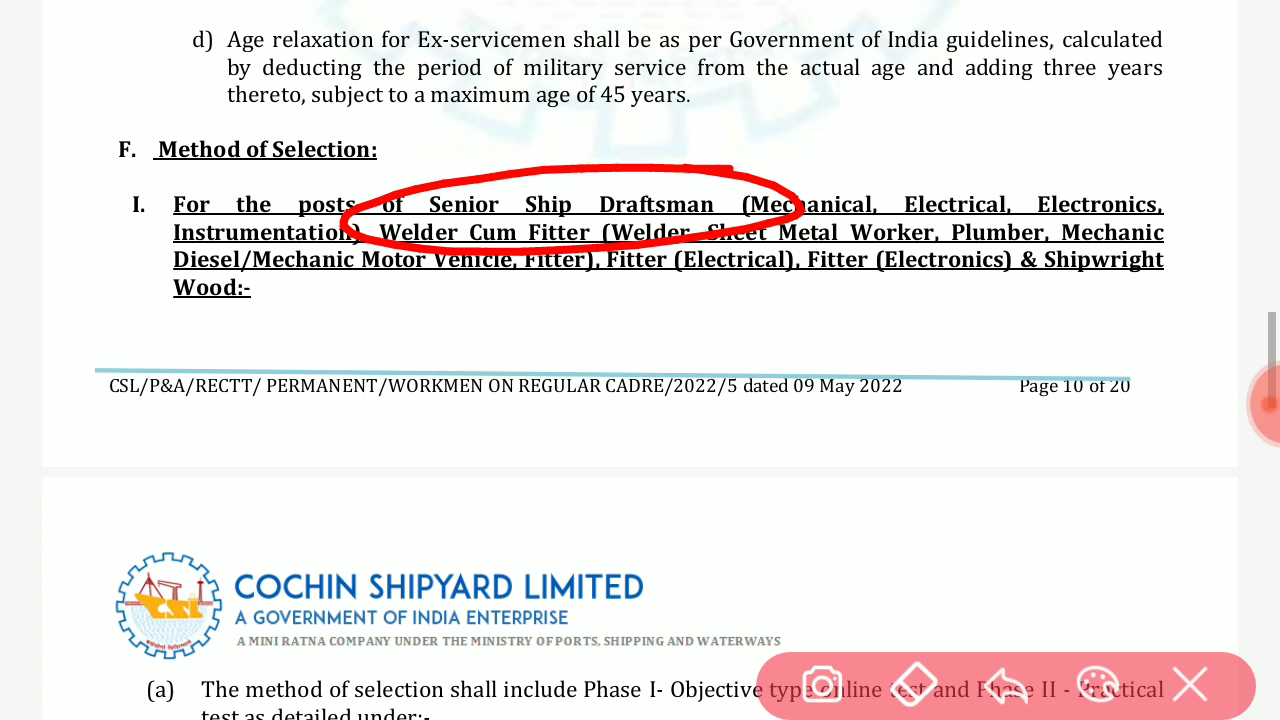 d) Age relaxation for Ex-servicemen shall be as per Government of India guidelines, calculated
by deducting the period of military service from the actual age and adding three years
thereto, subject to a maximum age of 45 years.
F. Method of Selection:
I. For the posts of Senior Ship Draftsman (Mechanical, Electrical, Electronics,
Instrumentation), Welder Cum Fitter (Welder, Sheet Metal Worker, Plumber, Mechanic
Diesel/Mechanic Motor Vehicle, Fitter), Fitter (Electrical), Fitter (Electronics) & Shipwright
Wood:-
CSL/P&A/RECTT/ PERMANENT/WORKMEN ON REGULAR CADRE/2022/5 dated 09 May 2022 Page 10 of 20
CSL
COCHIN SHIPYARD LIMITED
A GOVERNMENT OF INDIA ENTERPRISE
A MINI RATNA COMPANY UNDER THE MINISTRY OF PORTS, SHIPPING AND WATERWAYS
(a) The method of selection shall include Phase I- Objective type online test and Phase II - Practical
test as detailed under:-